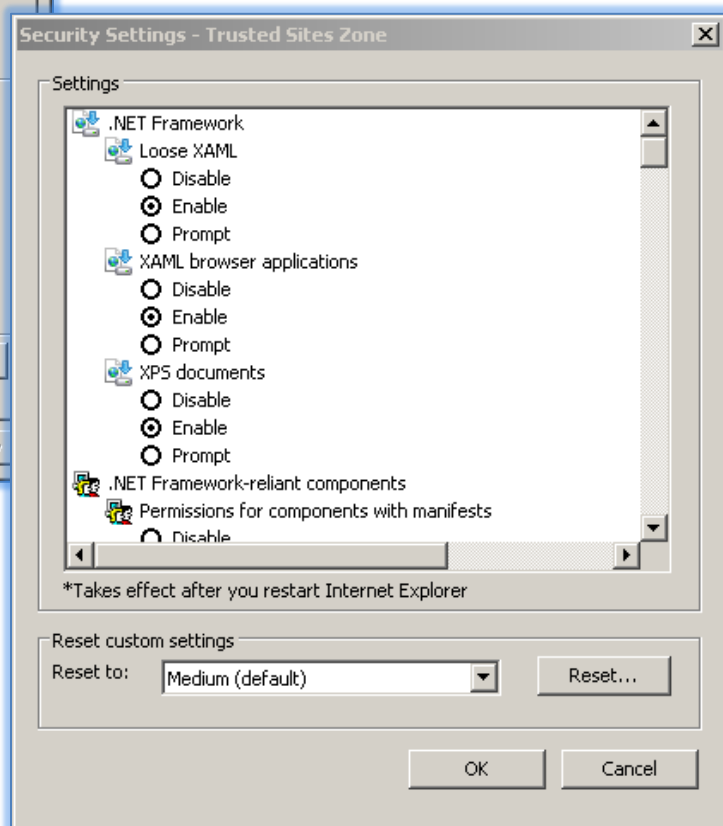 Security Settings - Trusted Sites Zone
Settings
.NET Framework
Loose XAML
Disable
Enable
Prompt
XAML browser applications
Disable
Enable
Prompt
XPS documents
Disable
Enable
Prompt
.NET Framework-reliant components
Permissions for components with manifests
Disable
*Takes effect after you restart Internet Explorer
Reset custom settings
Reset to: Medium (default) Reset...
OK Cancel